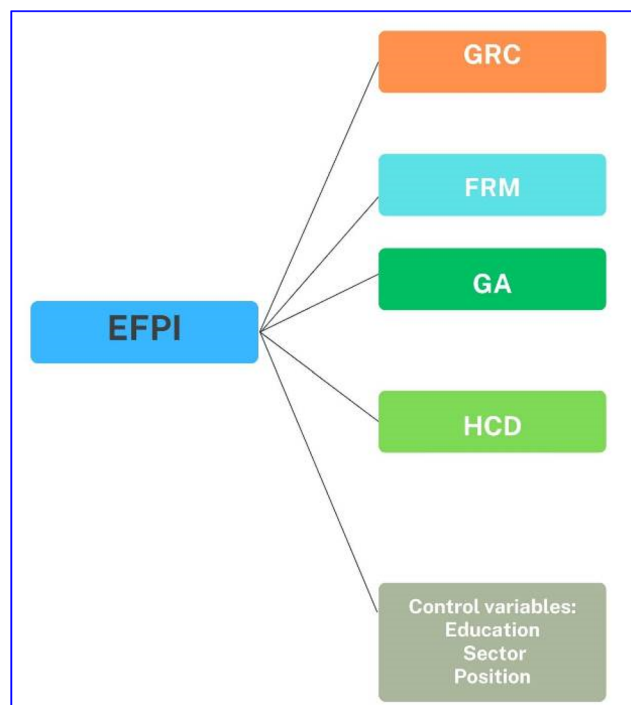 GRC
FRM
GA
EFPI
HCD
Control variables:
Education
Sector
Position